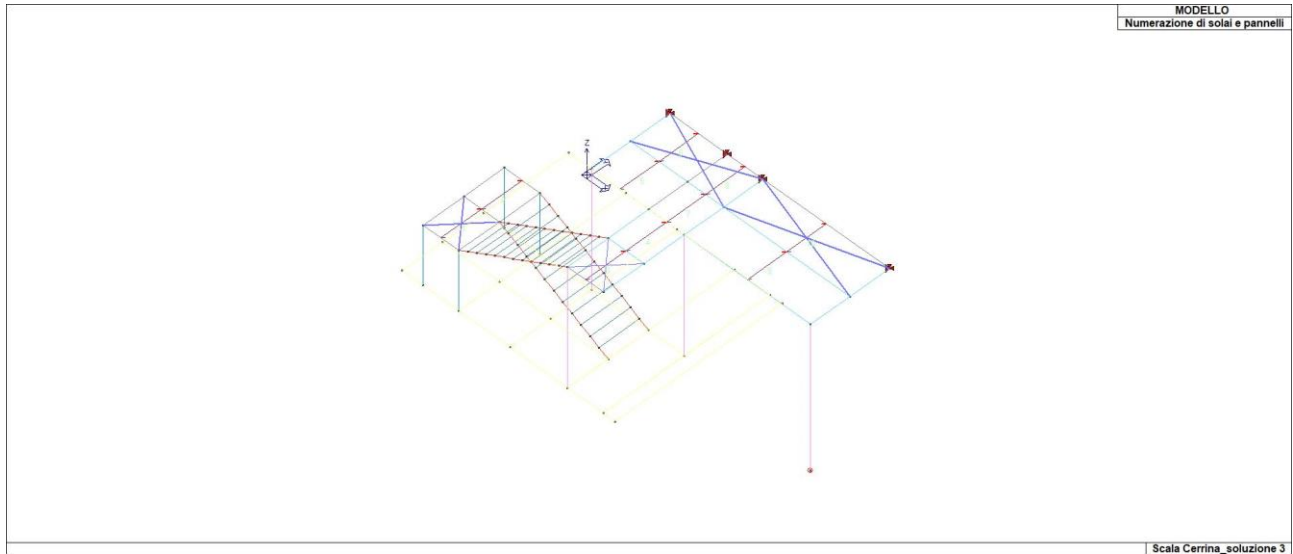 MODELLO
Numerazione di solai e pannelli
Z
Scala Cerrina_soluzione 3